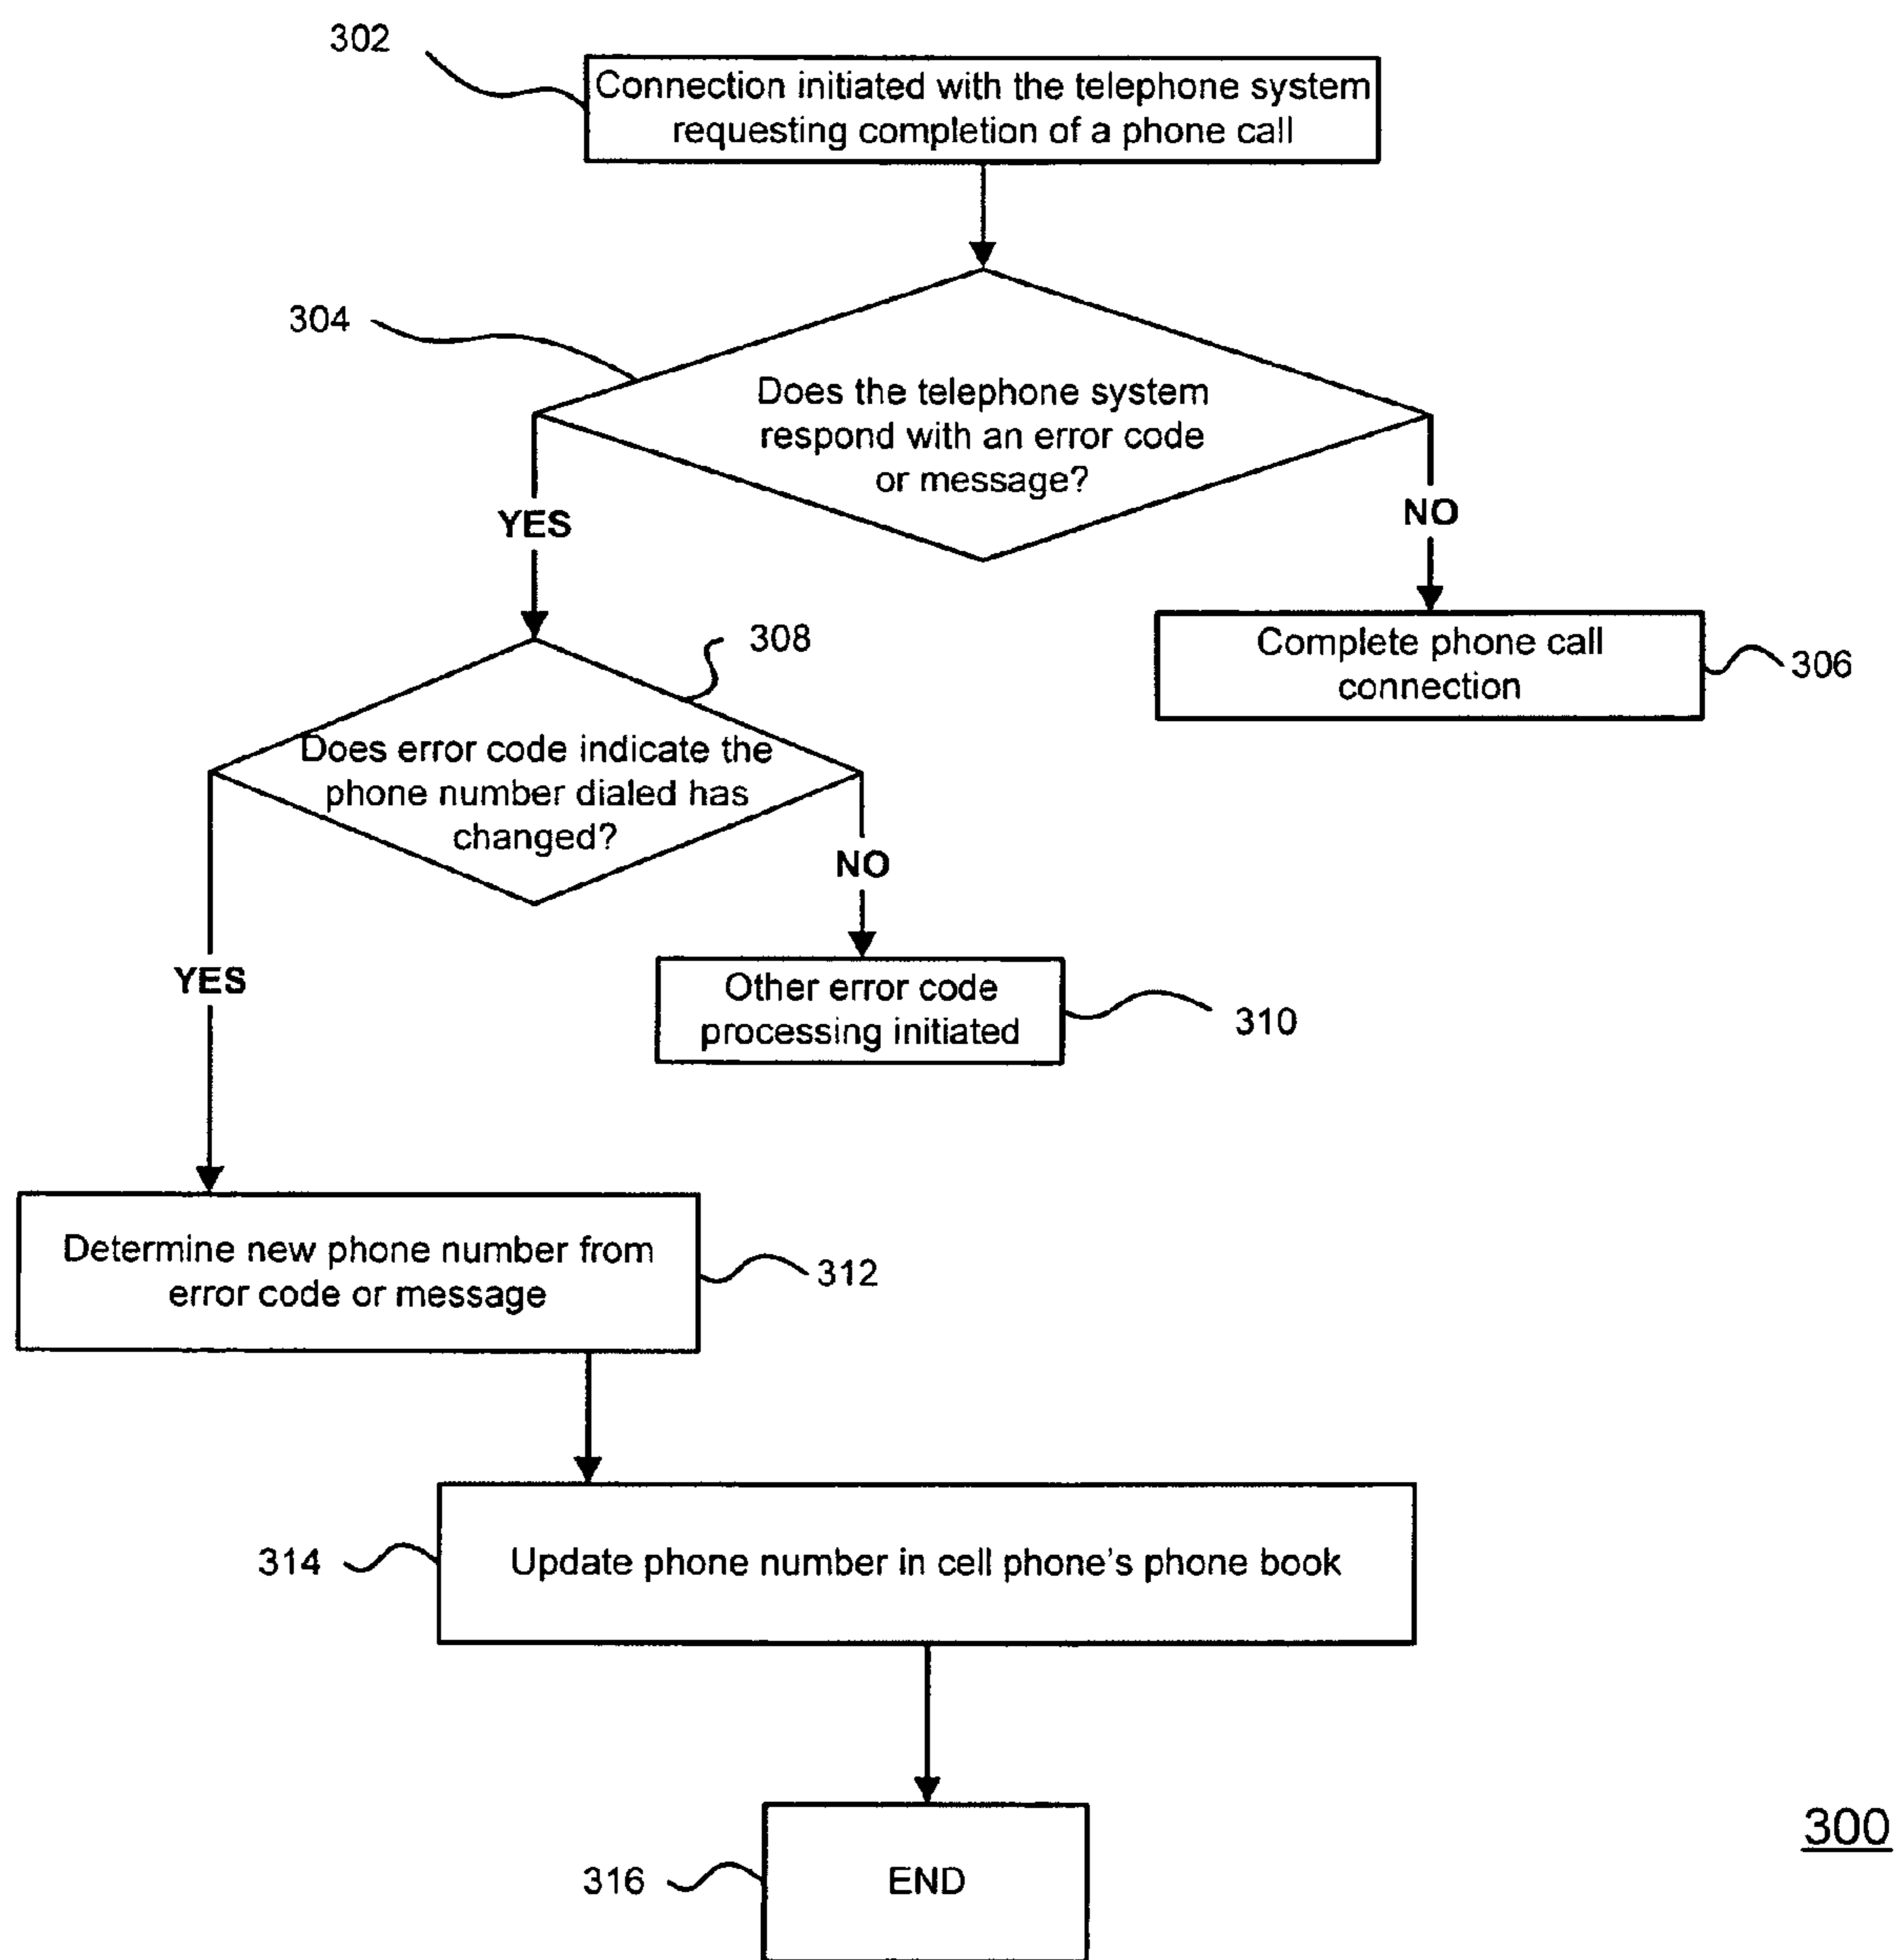 302
Connection initiated with the telephone system
requesting completion of a phone call
304
Does the telephone system
respond with an error code
or message?
YES
NO
308
Complete phone call
connection
306
Does error code indicate the
phone number dialed has
changed?
NO
YES
Other error code
processing initiated
310
Determine new phone number from
error code or message
312
314
Update phone number in cell phone's phone book
316
END
300